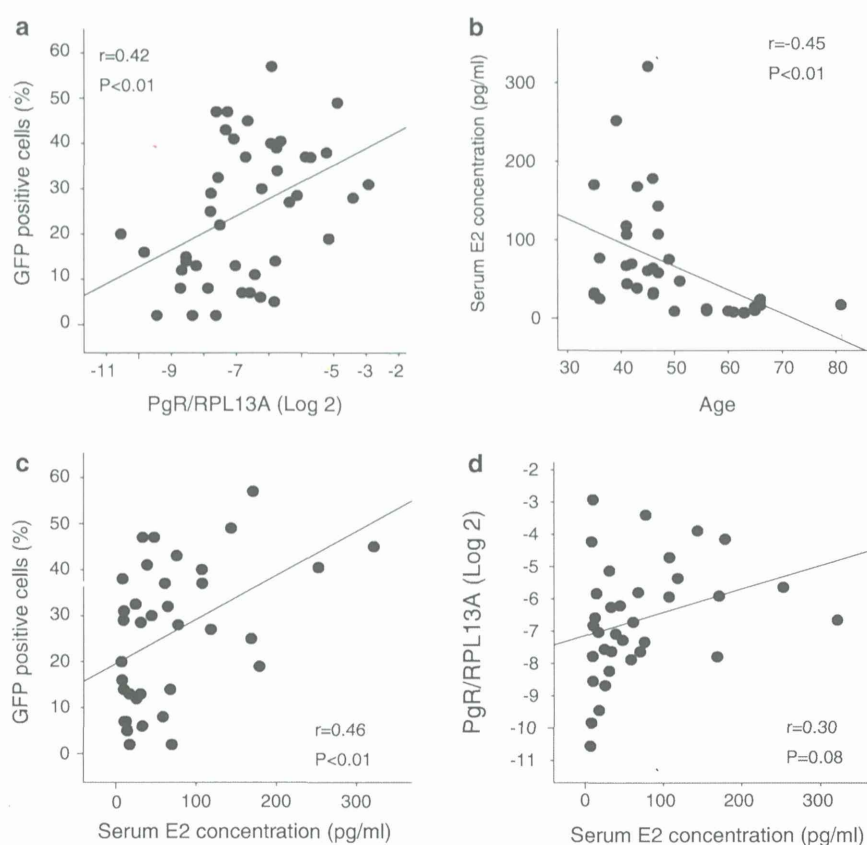 a
60
50
40
30
20
10
0
GFP positive cells (%)
r=0.42
P<0.01
-11 -9 -7 -5 -3 -2
PgR/RPL13A (Log 2)
b
300
200
100
0
Serum E2 concentration (pg/ml)
r=-0.45
P<0.01
30 40 50 60 70 80
Age
c
60
50
40
30
20
10
0
GFP positive cells (%)
r=0.46
P<0.01
0 100 200 300
Serum E2 concentration (pg/ml)
d
-2
-3
-4
-5
-6
-7
-8
-9
-10
-11
PgR/RPL13A (Log 2)
r=0.30
P=0.08
0 100 200 300
Serum E2 concentration (pg/ml)